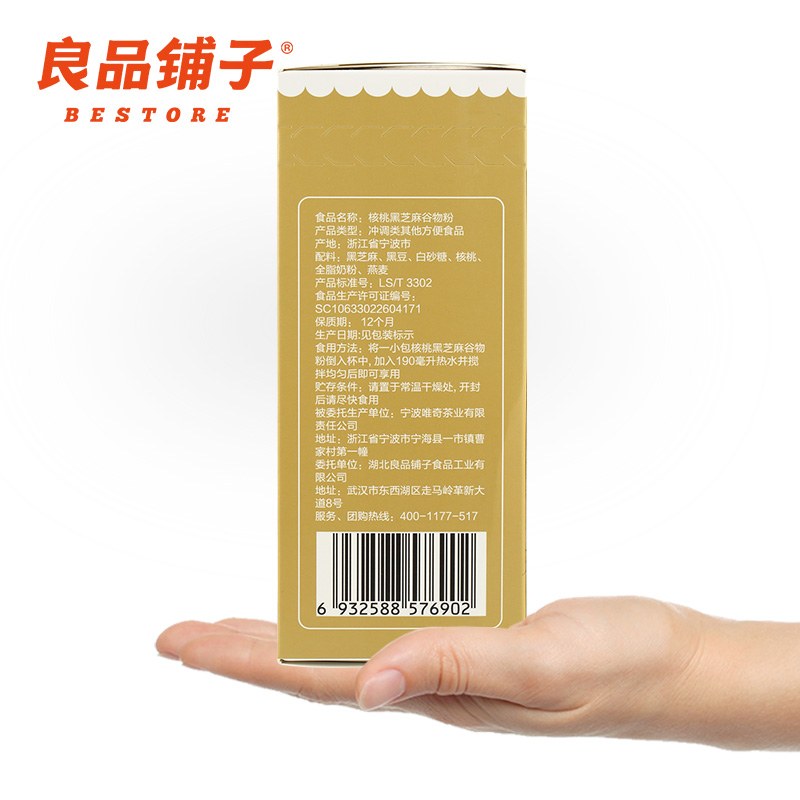 良品铺子®
BESTORE
食品名称：核桃黑芝麻谷物粉
产品类型：冲调类其他方便食品
产地：浙江省宁波市
配料：黑芝麻、黑豆、白砂糖、核桃、
全脂奶粉、燕麦
产品标准号：LS/T 3302
食品生产许可证编号：
SC10633022604171
保质期： 12个月
生产日期:见包装标示
食用方法：将一小包核桃黑芝麻谷物
粉倒入杯中,加入190毫升热水并搅
拌均匀后即可享用
贮存条件：请置于常温干燥处,开封
后请尽快食用
被委托生产单位：宁波唯奇茶业有限
责任公司
地址：浙江省宁波市宁海县一市镇曹
家村第一幢
委托单位：湖北良品铺子食品工业有
限公司
地址：武汉市东西湖区走马岭革新大
道8号
服务、团购热线：400-1177-517
6 932588 576902